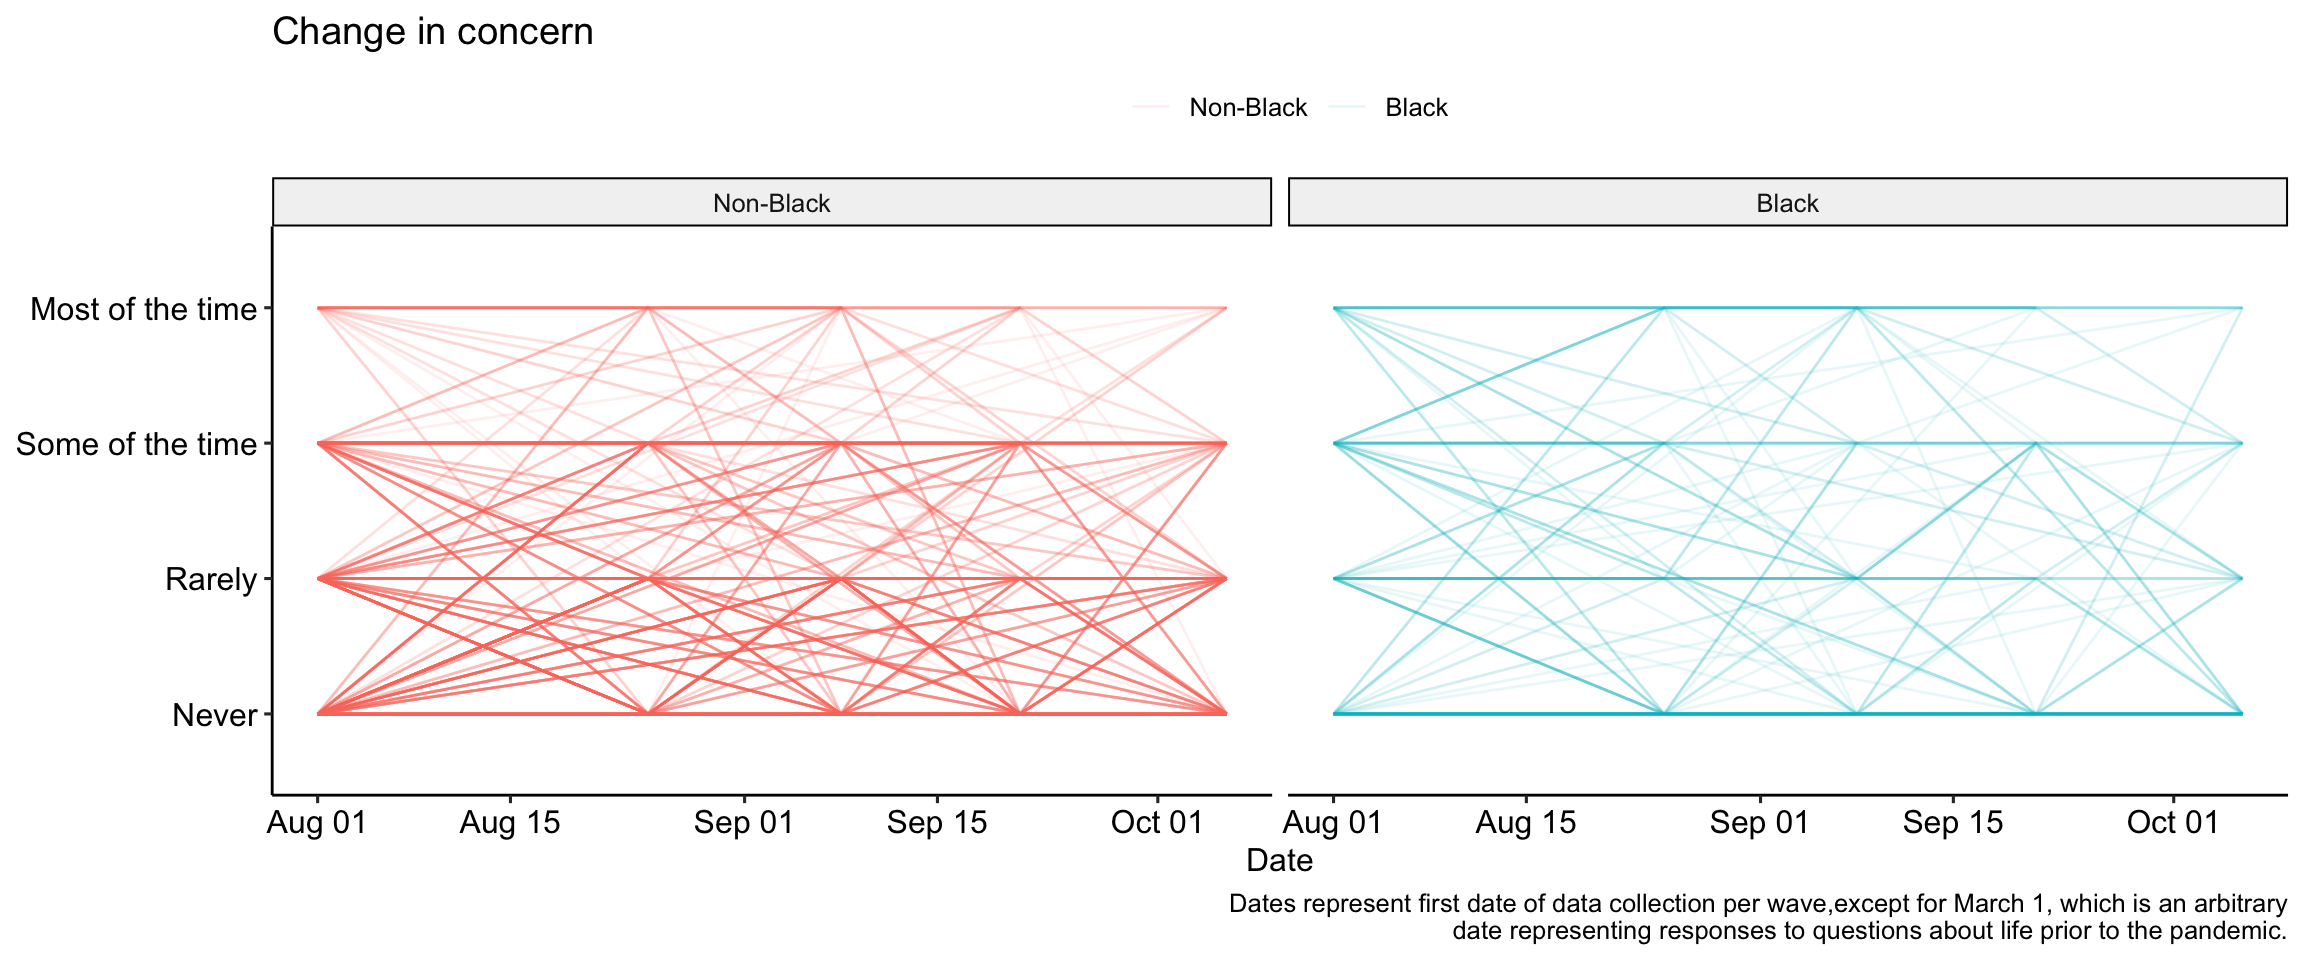 Change in concern
Non-Black Black
Non-Black Black
Most of the time
Some of the time
Rarely
Never
Aug 01 Aug 15 Sep 01 Sep 15 Oct 01 Aug 01 Aug 15 Sep 01 Sep 15 Oct 01
Date
Dates represent first date of data collection per wave,except for March 1, which is an arbitrary
date representing responses to questions about life prior to the pandemic.